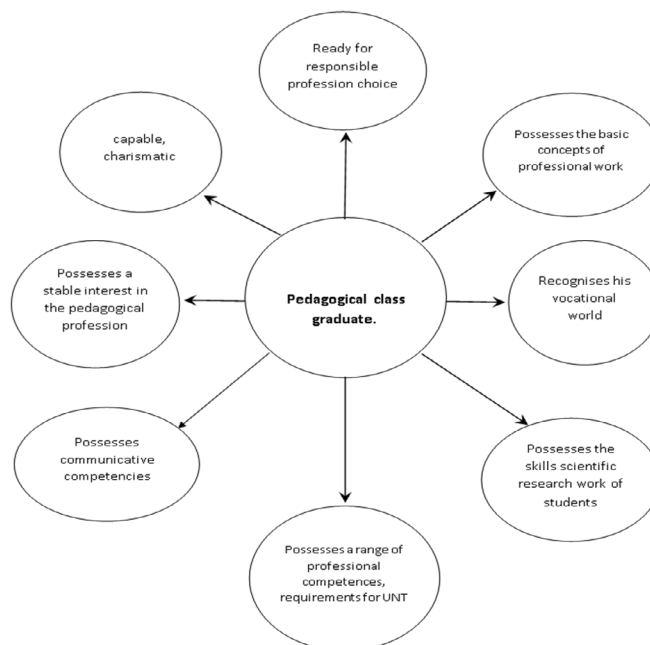 Ready for
responsible
profession choice
capable,
charismatic
Possesses the basic
concepts of
professional work
Possesses a
stable interest in
the pedagogical
profession
Pedagogical class
graduate.
Recognises his
vocational
world
Possesses
communicative
competencies
Possesses the
skills scientific
research work of
students
Possesses a range of
professional
competences,
requirements for UNT